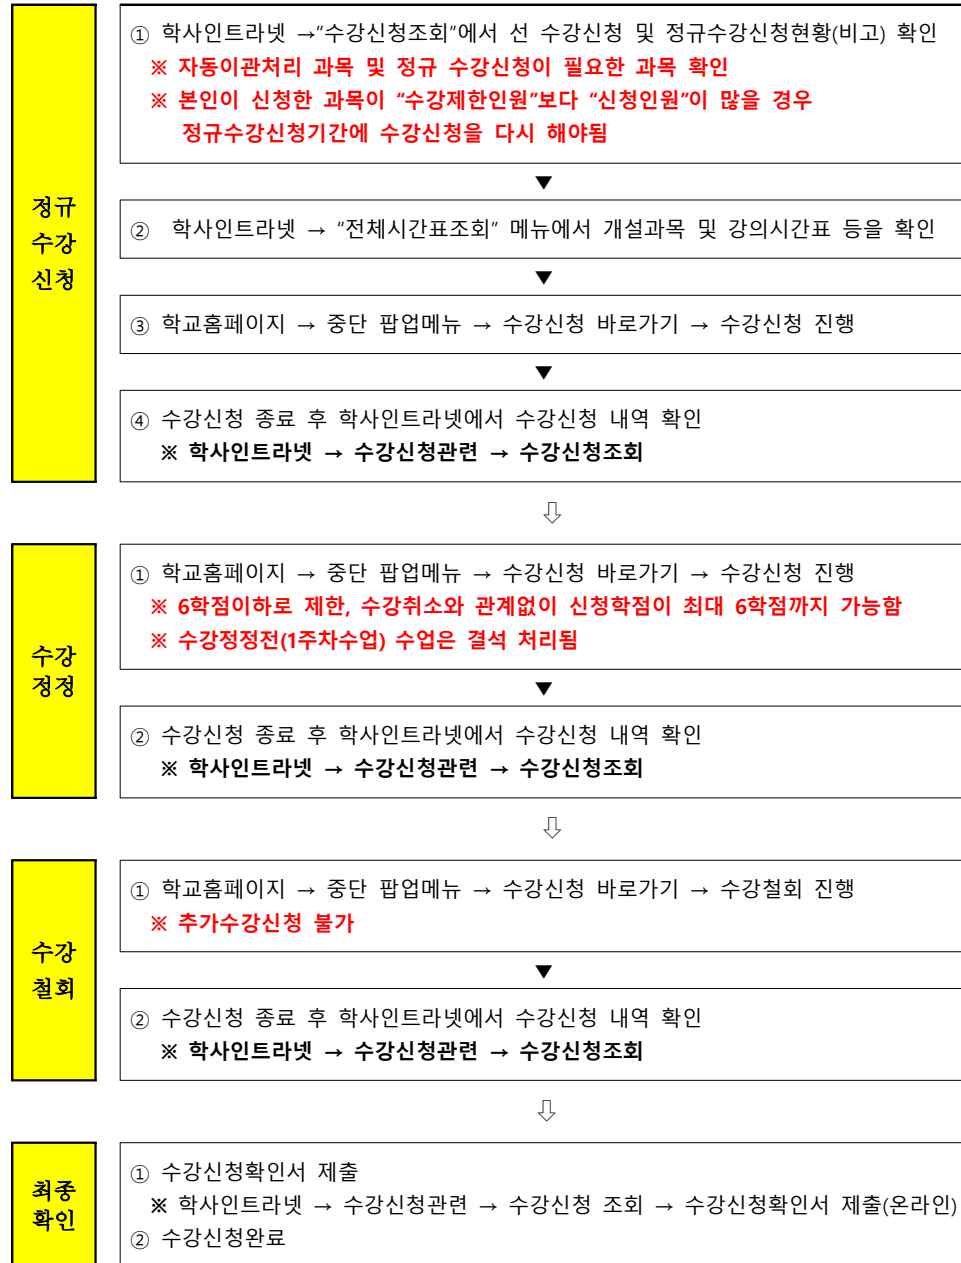 ① 학사인트라넷 →"수강신청조회"에서 선 수강신청 및 정규수강신청현황(비고) 확인
※ 자동이관처리 과목 및 정규 수강신청이 필요한 과목 확인
※ 본인이 신청한 과목이 "수강제한인원"보다 "신청인원"이 많을 경우
정규수강신청기간에 수강신청을 다시 해야됨
▼
정규
수강
신청
② 학사인트라넷 → "전체시간표조회" 메뉴에서 개설과목 및 강의시간표 등을 확인
▼
③ 학교홈페이지 → 중단 팝업메뉴 → 수강신청 바로가기 → 수강신청 진행
▼
④ 수강신청 종료 후 학사인트라넷에서 수강신청 내역 확인
※ 학사인트라넷 → 수강신청관련 → 수강신청조회
⇩
수강
정정
① 학교홈페이지 → 중단 팝업메뉴 → 수강신청 바로가기 → 수강신청 진행
※ 6학점이하로 제한, 수강취소와 관계없이 신청학점이 최대 6학점까지 가능함
※ 수강정정전(1주차수업) 수업은 결석 처리됨
▼
② 수강신청 종료 후 학사인트라넷에서 수강신청 내역 확인
※ 학사인트라넷 → 수강신청관련 → 수강신청조회
⇩
수강
철회
① 학교홈페이지 → 중단 팝업메뉴 → 수강신청 바로가기 → 수강철회 진행
※ 추가수강신청 불가
▼
② 수강신청 종료 후 학사인트라넷에서 수강신청 내역 확인
※ 학사인트라넷 → 수강신청관련 → 수강신청조회
⇩
최종
확인
① 수강신청확인서 제출
※ 학사인트라넷 → 수강신청관련 → 수강신청 조회 → 수강신청확인서 제출(온라인)
② 수강신청완료